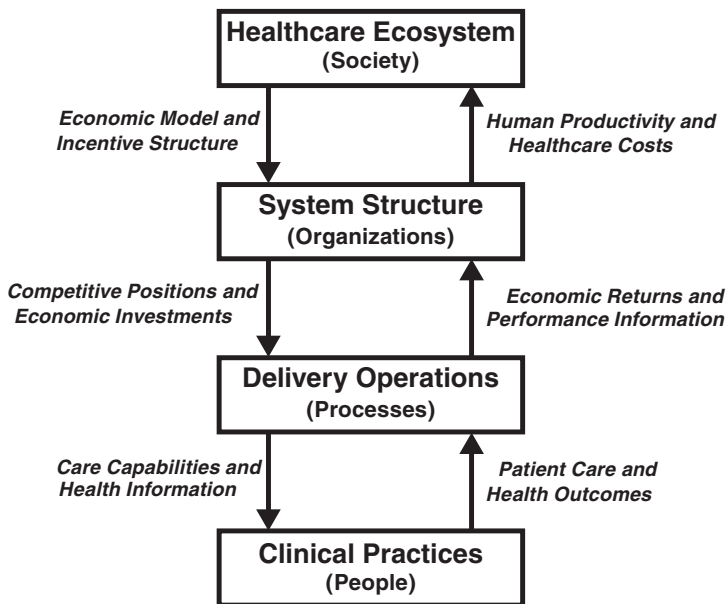 Healthcare Ecosystem
(Society)
Economic Model and
Incentive Structure
Human Productivity and
Healthcare Costs
System Structure
(Organizations)
Competitive Positions and
Economic Investments
Economic Returns and
Performance Information
Delivery Operations
(Processes)
Care Capabilities and
Health Information
Patient Care and
Health Outcomes
Clinical Practices
(People)